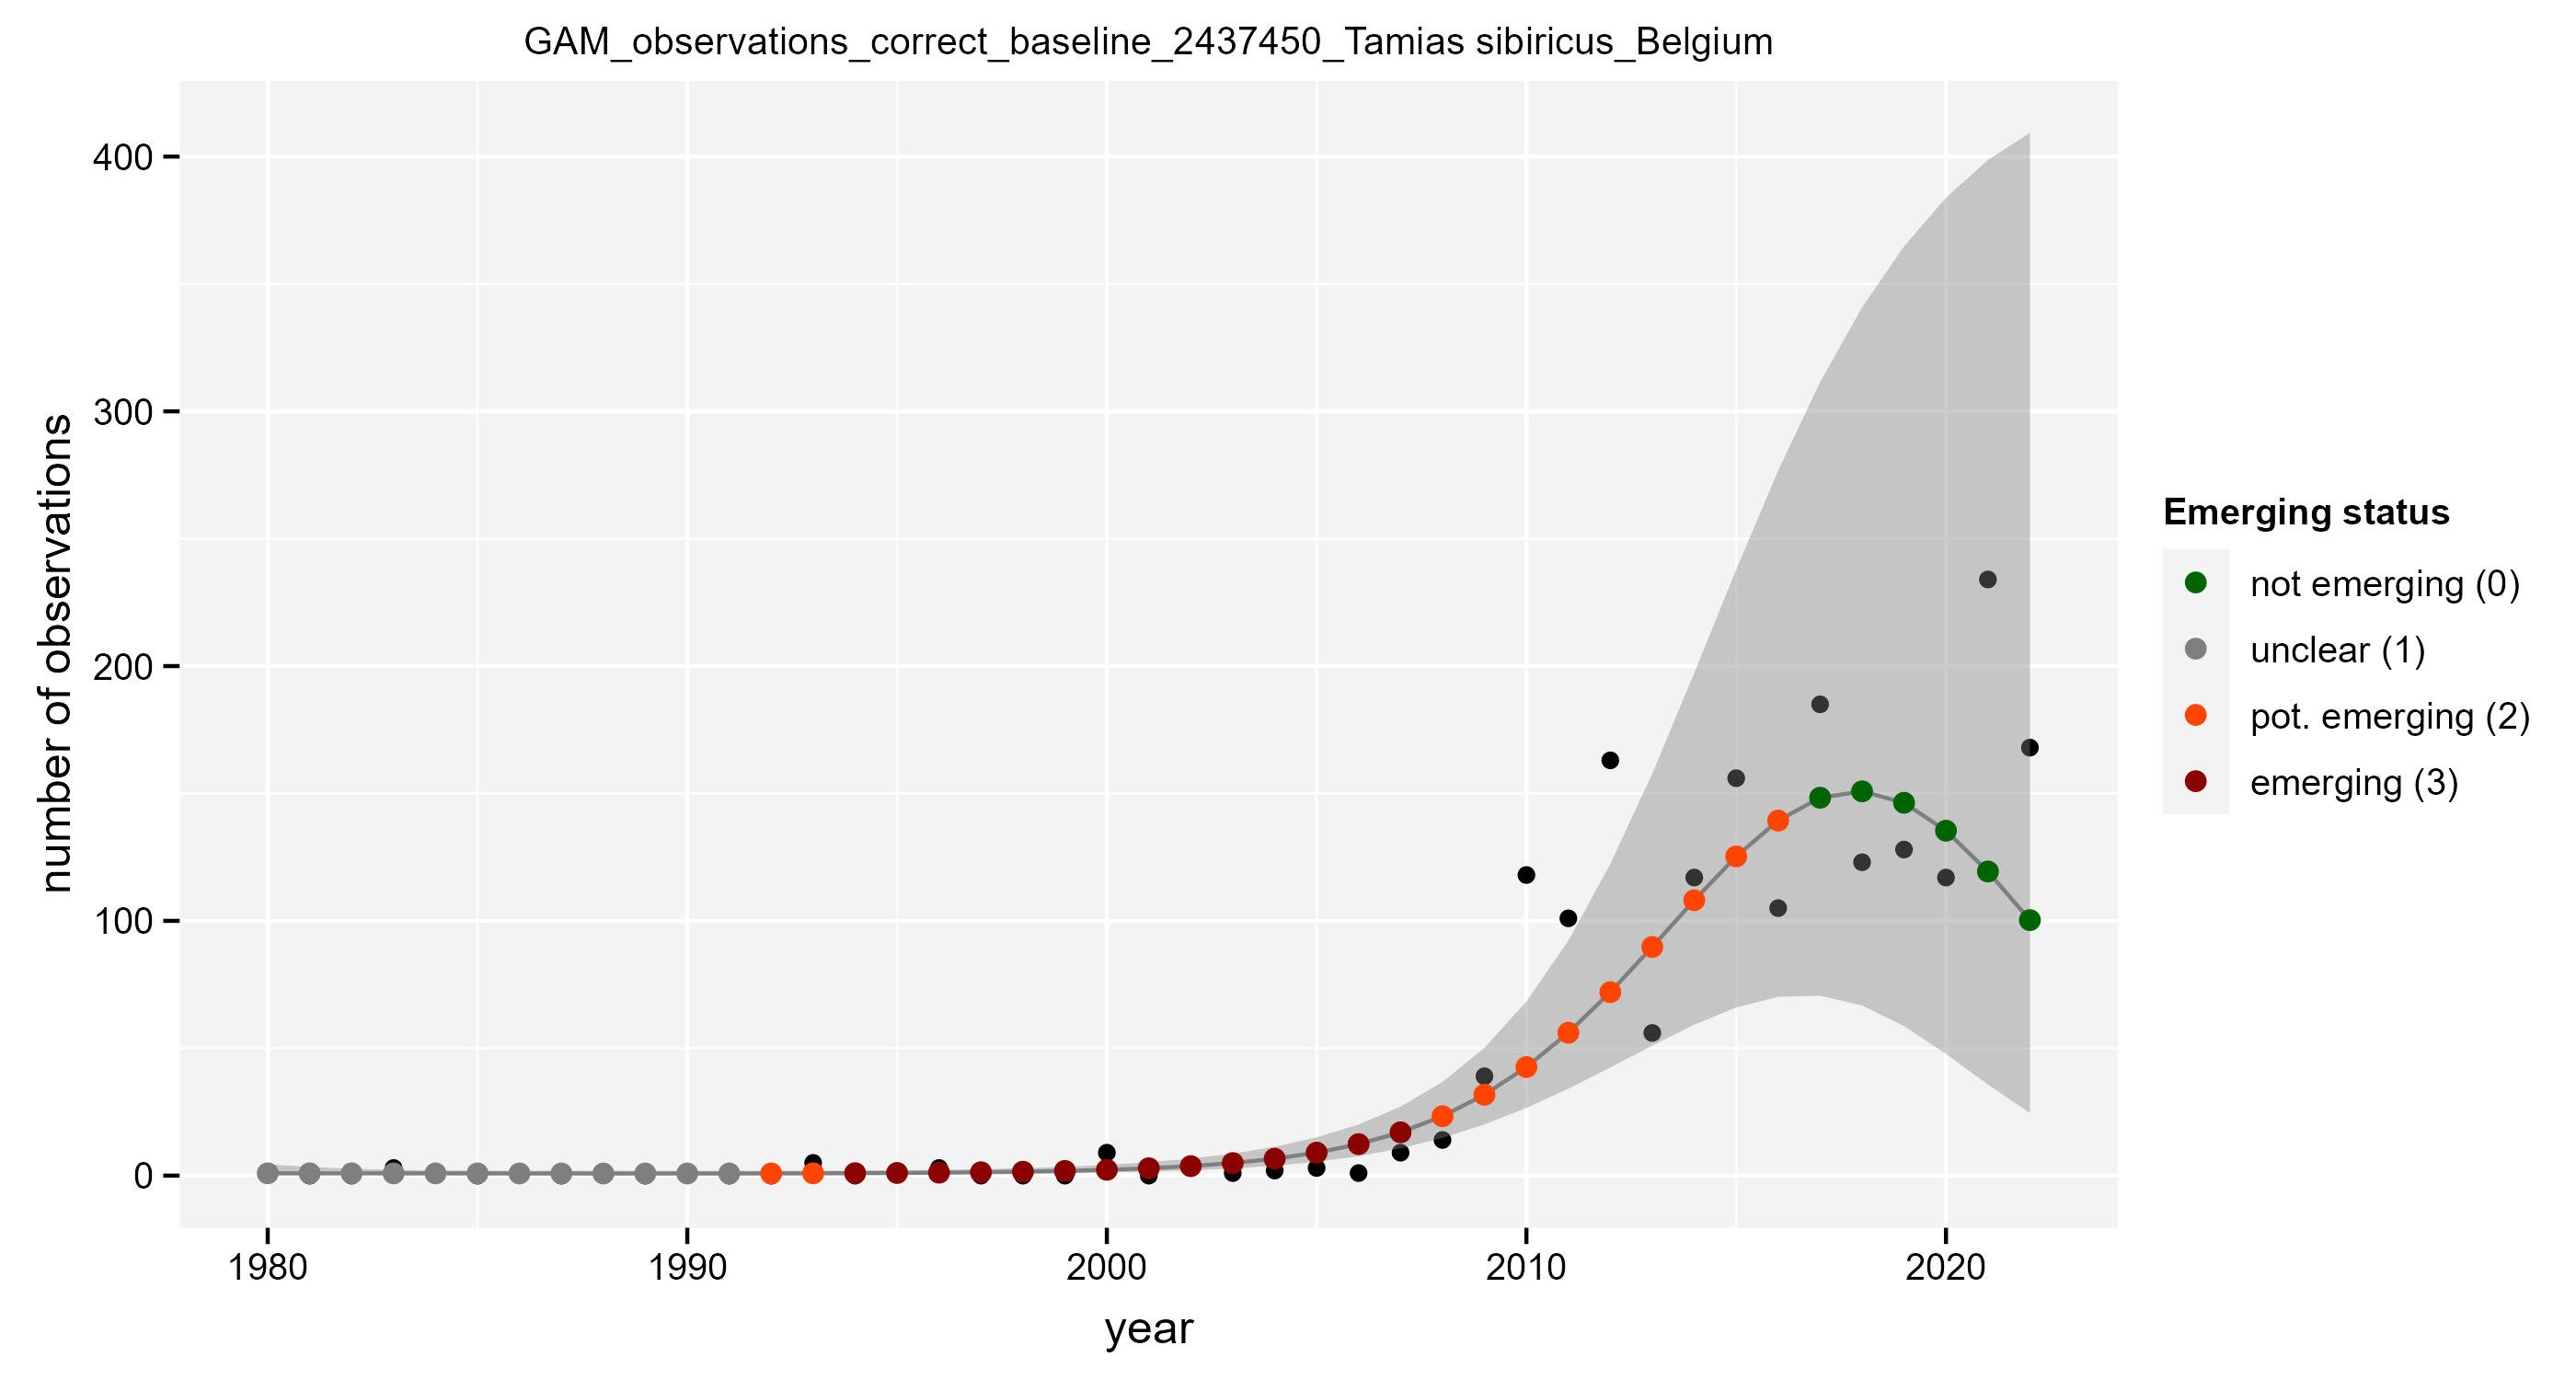 GAM_observations_correct_baseline_2437450_Tamias sibiricus_Belgium
number of observations
400
300
200
100
0
1980 1990 2000 2010 2020
year
Emerging status
not emerging (0)
unclear (1)
pot. emerging (2)
emerging (3)